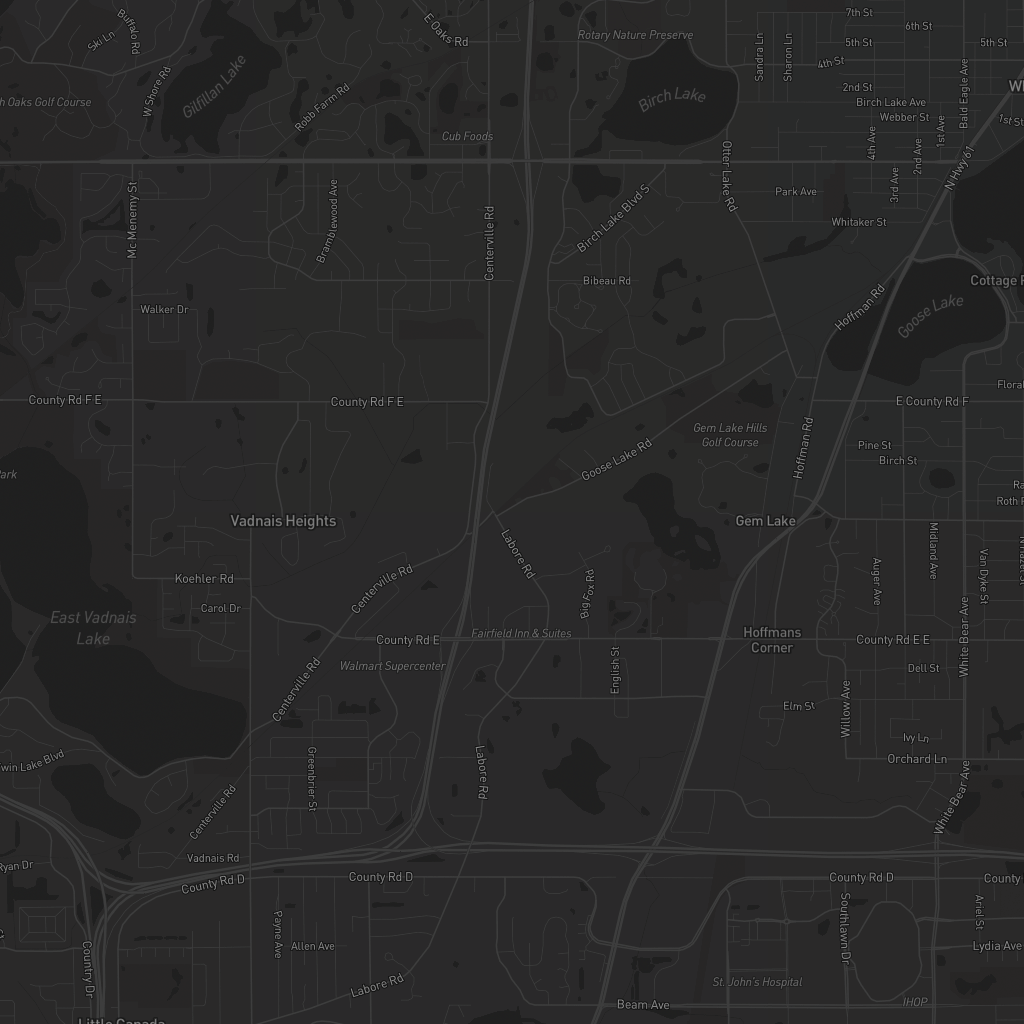 Buffalo Rd
Ski Ln
E Oaks Rd
Rotary Nature Preserve
7th St
6th St
5th St
5th St
4th St
Sandra Ln
Sharon Ln
Gilfillan Lake
W Shore Rd
Robb Farm Rd
Birch Lake
2nd St
Bald Eagle Ave
h Oaks Golf Course
Birch Lake Ave
Webber St
1st St
1st Ave
Cub Foods
4th Ave
2nd Ave
N Hwy 61
Otter Lake Rd
3rd Ave
Park Ave
Mc Menemy St
Bramblewood Ave
Centerville Rd
Birch Lake Blvd S
Whitaker St
Bibeau Rd
Cottage
Walker Dr
Hoffman Rd
Goose Lake
County Rd F E
County Rd F E
E County Rd F
Floral
Gem Lake Hills
Golf Course
Hoffman Rd
Pine St
Birch St
Goose Lake Rd
ark
Roth
Vadnais Heights
Gem Lake
Labore Rd
Midland Ave
Van Dyke St
Koehler Rd
Centerville Rd
Big Fox Rd
Auger Ave
Carol Dr
East Vadnais
Lake
County Rd E
Fairfield Inn & Suites
Hoffmans
Corner
County Rd E E
White Bear Ave
Walmart Supercenter
English St
Dell St
Centerville Rd
Elm St
Willow Ave
Ivy Ln
Orchard Ln
win Lake Blvd
Greenbrier St
Labore Rd
White Bear Ave
Centerville Rd
Vadnais Rd
Ryan Dr
County Rd D
County Rd D
County Rd D
County
Payne Ave
Southlawn Dr
Ariel St
Allen Ave
Lydia Ave
Country Dr
Labore Rd
St. John's Hospital
Beam Ave
IHOP
Little Canada